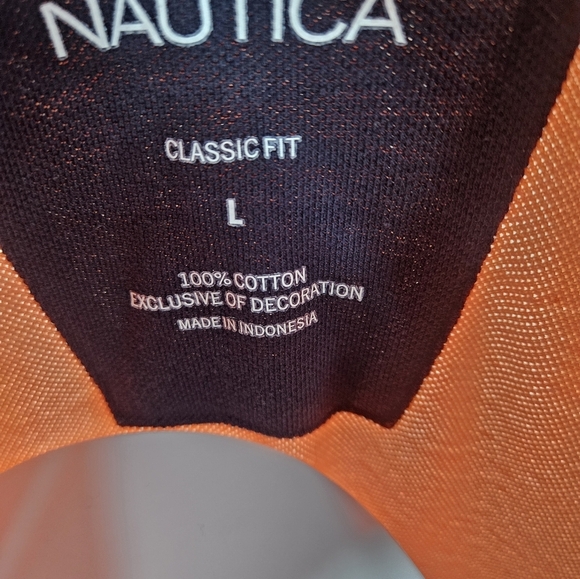 NAUTICA
CLASSIC FIT
L
100% COTTON
EXCLUSIVE OF DECORATION
MADE IN INDONESIA